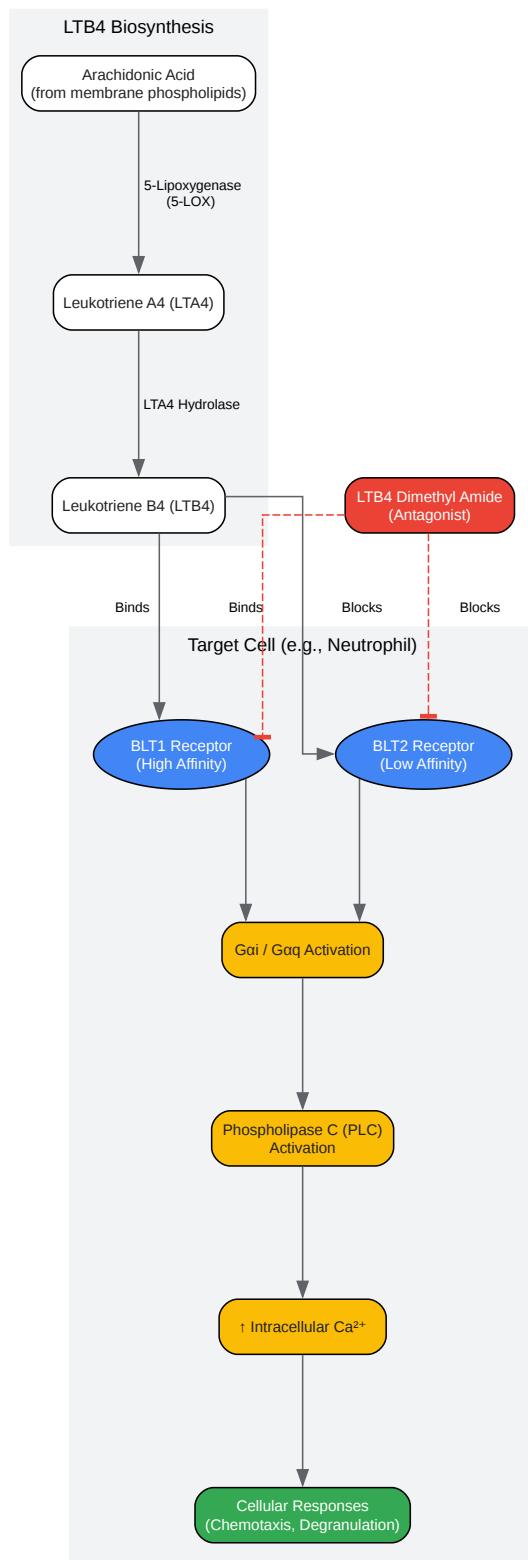 LTB4 Biosynthesis
Arachidonic Acid
(from membrane phospholipids)
5-Lipoxygenase
(5-LOX)
Leukotriene A4 (LTA4)
LTA4 Hydrolase
Leukotriene B4 (LTB4)
LTB4 Dimethyl Amide
(Antagonist)
Binds
Binds
Blocks
Blocks
Target Cell (e.g., Neutrophil)
BLT1 Receptor
(High Affinity)
BLT2 Receptor
(Low Affinity)
Gαi / Gαq Activation
Phospholipase C (PLC)
Activation
↑ Intracellular Ca²⁺
Cellular Responses
(Chemotaxis, Degranulation)